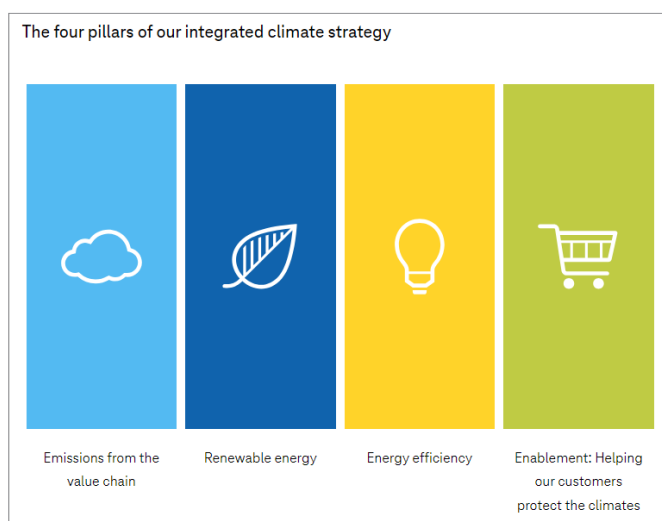 The four pillars of our integrated climate strategy
Emissions from the
value chain
Renewable energy
Energy efficiency
Enablement: Helping
our customers
protect the climates